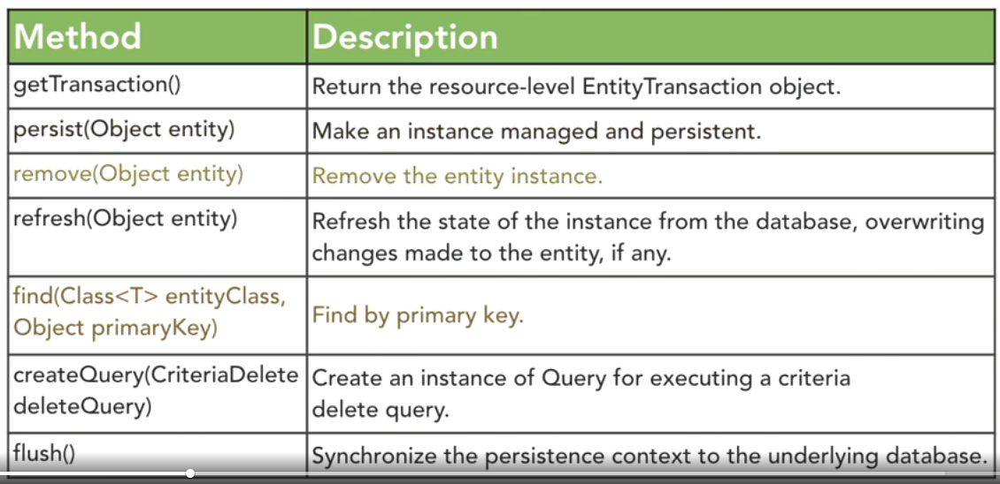 Method
Description
getTransaction()
Return the resource-level EntityTransaction object.
persist(Object entity)
Make an instance managed and persistent.
remove(Object entity)
Remove the entity instance.
refresh(Object entity)
Refresh the state of the instance from the database, overwriting
changes made to the entity, if any.
find(Class<T> entityClass,
Object primaryKey)
Find by primary key.
createQuery(CriteriaDelete
deleteQuery)
Create an instance of Query for executing a criteria
delete query.
flush()
Synchronize the persistence context to the underlying database.